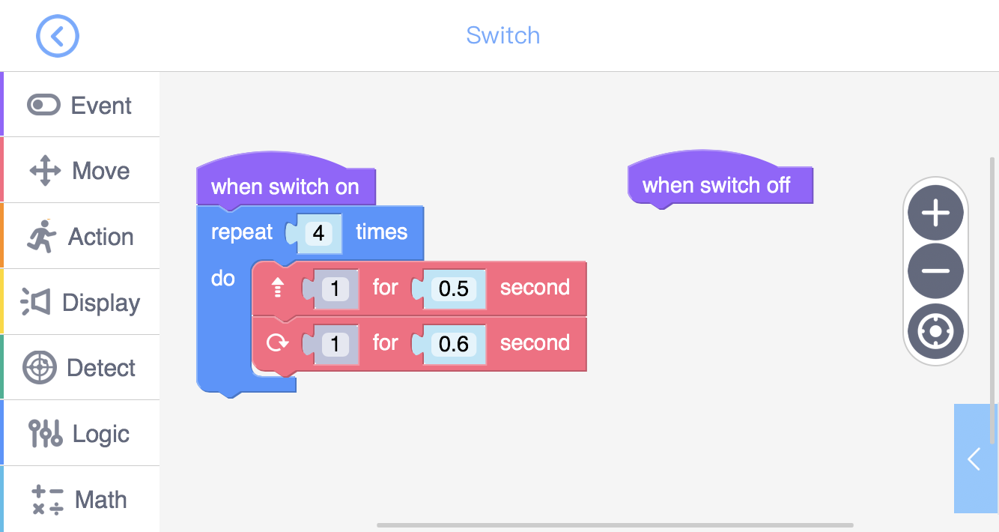 Switch
Event
Move
Action
Display
Detect
Logic
Math
when switch on
repeat 4 times
do
1 for 0.5 second
1 for 0.6 second
when switch off